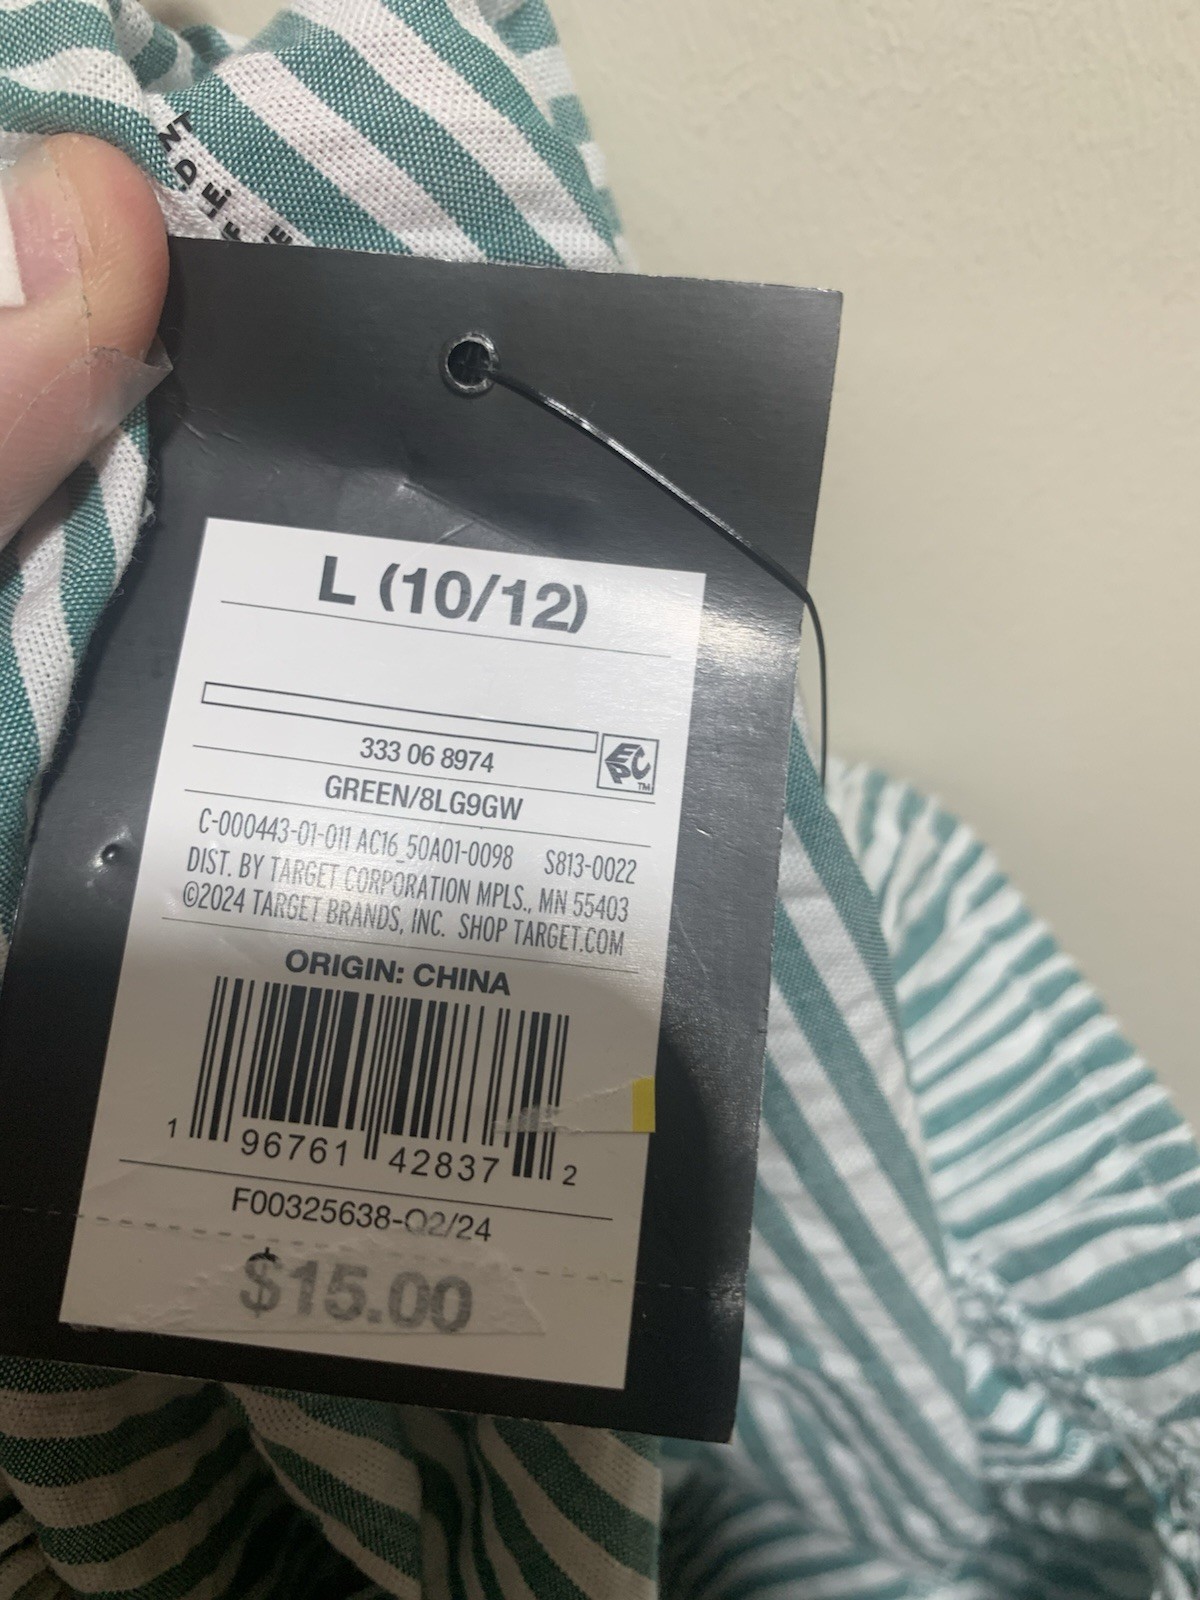 L (10/12)
333 06 8974
EPC TM
GREEN/8LG9GW
C-000443-01-011 AC16_50A01-0098 S813-0022
DIST. BY TARGET CORPORATION MPLS., MN 55403
©2024 TARGET BRANDS, INC. SHOP TARGET.COM
ORIGIN: CHINA
1 96761 42837 2
F00325638-Q2/24
$15.00